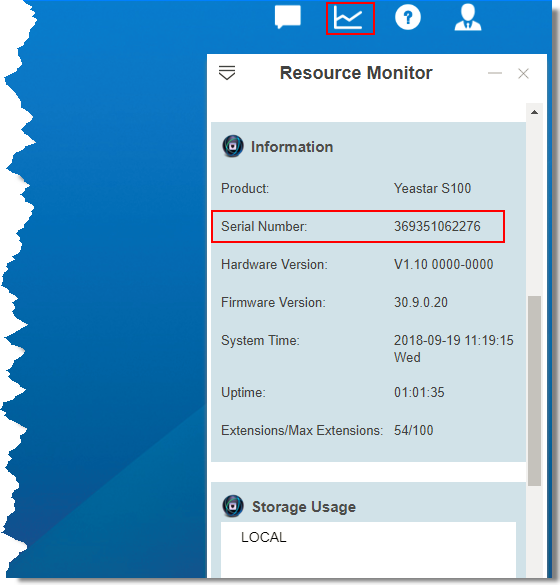 Resource Monitor
Information
Product: Yeastar S100
Serial Number: 369351062276
Hardware Version: V1.10 0000-0000
Firmware Version: 30.9.0.20
System Time: 2018-09-19 11:19:15
Wed
Uptime: 01:01:35
Extensions/Max Extensions: 54/100
Storage Usage
LOCAL